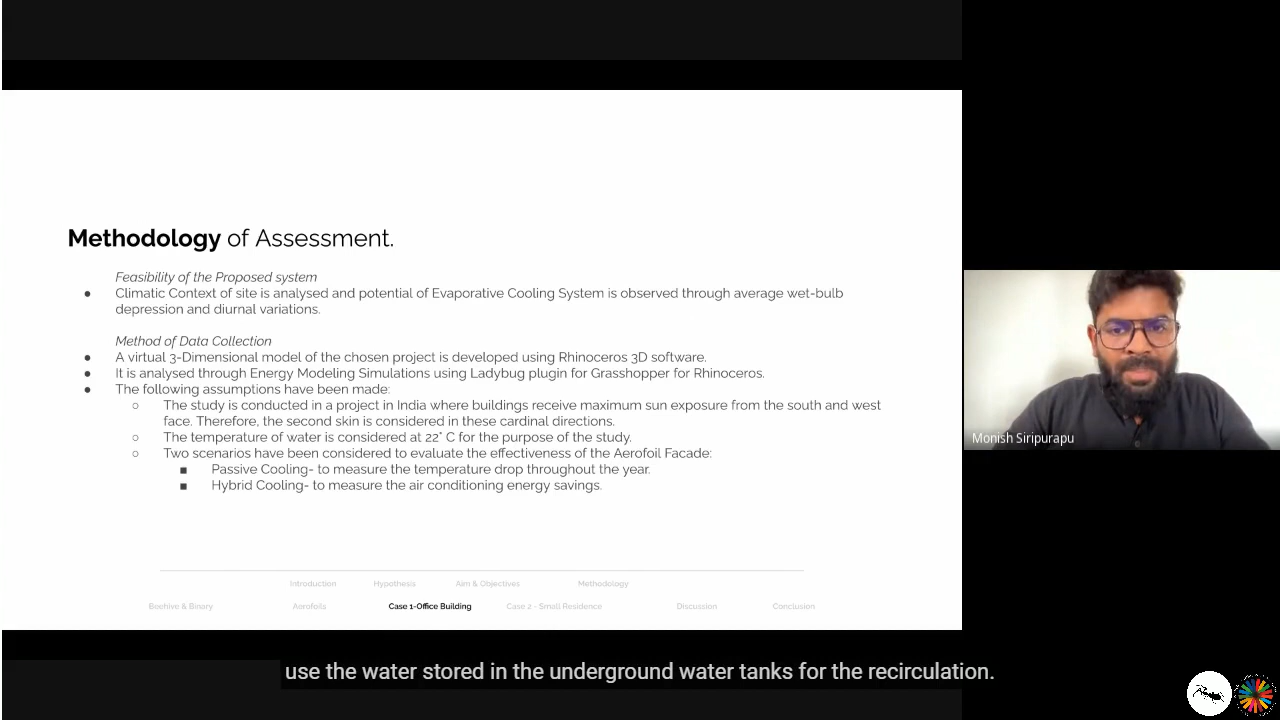 Methodology of Assessment.
Feasibility of the Proposed system
● Climatic Context of site is analysed and potential of Evaporative Cooling System is observed through average wet-bulb
depression and diurnal variations.
Method of Data Collection
● A virtual 3-Dimensional model of the chosen project is developed using Rhinoceros 3D software.
● It is analysed through Energy Modeling Simulations using Ladybug plugin for Grasshopper for Rhinoceros.
● The following assumptions have been made:
○ The study is conducted in a project in India where buildings receive maximum sun exposure from the south and west
face. Therefore, the second skin is considered in these cardinal directions.
○ The temperature of water is considered at 22° C for the purpose of the study.
○ Two scenarios have been considered to evaluate the effectiveness of the Aerofoil Facade:
■ Passive Cooling- to measure the temperature drop throughout the year.
■ Hybrid Cooling- to measure the air conditioning energy savings.
Introduction Hypothesis Aim & Objectives Methodology
Beehive & Binary Aerofoils Case 1-Office Building Case 2 - Small Residence Discussion Conclusion
Monish Siripurapu
use the water stored in the underground water tanks for the recirculation.